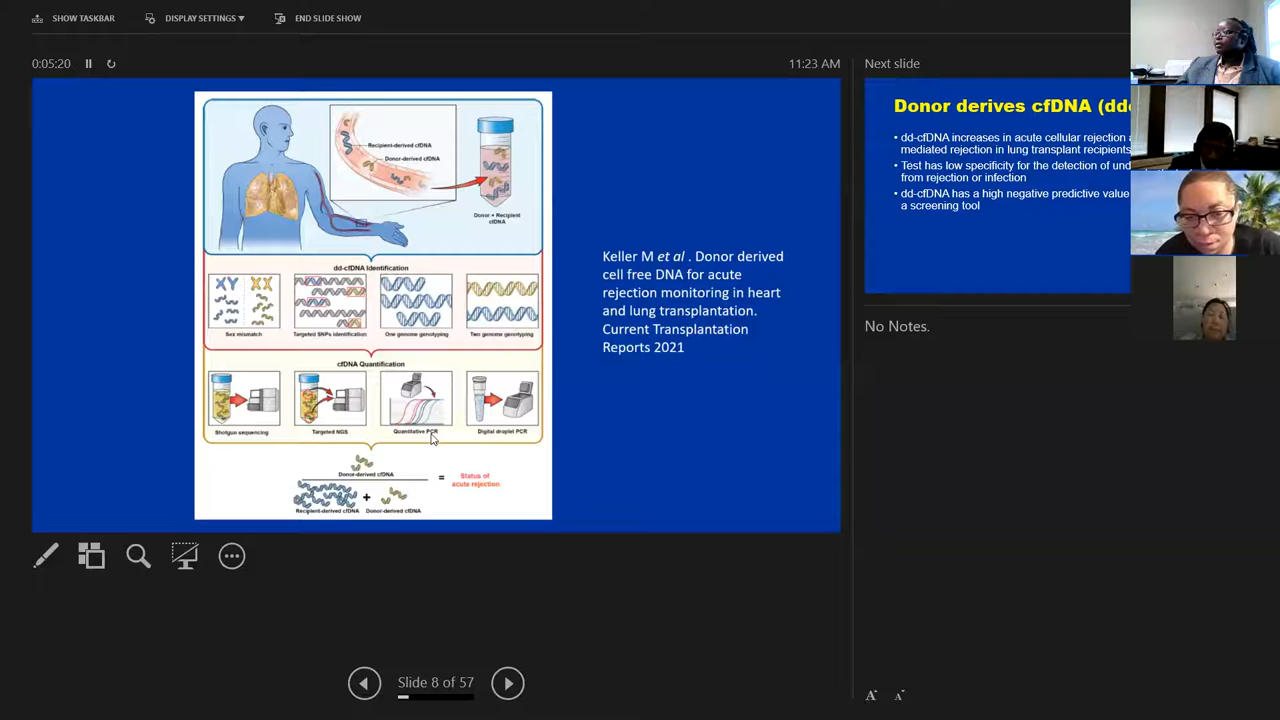 SHOW TASKBAR
DISPLAY SETTINGS
END SLIDE SHOW
0:05:20
11:23 AM
Next slide
Recipient-derived cfDNA
Donor-derived cfDNA
Donor + Recipient
cfDNA
dd-cfDNA Identification
Sex mismatch
Targeted SNPs identification
One genome genotyping
Two genome genotyping
cfDNA Quantification
Shotgun sequencing
Targeted NGS
Quantitative PCR
Digital droplet PCR
Donor-derived cfDNA
=
Status of
acute rejection
+
Recipient-derived cfDNA
Donor-derived cfDNA
Keller M et al . Donor derived
cell free DNA for acute
rejection monitoring in heart
and lung transplantation.
Current Transplantation
Reports 2021
Donor derives cfDNA (dd
• dd-cfDNA increases in acute cellular rejection
mediated rejection in lung transplant recipients
• Test has low specificity for the detection of
from rejection or infection
• dd-cfDNA has a high negative predictive value
a screening tool
No Notes.
Slide 8 of 57
A
A